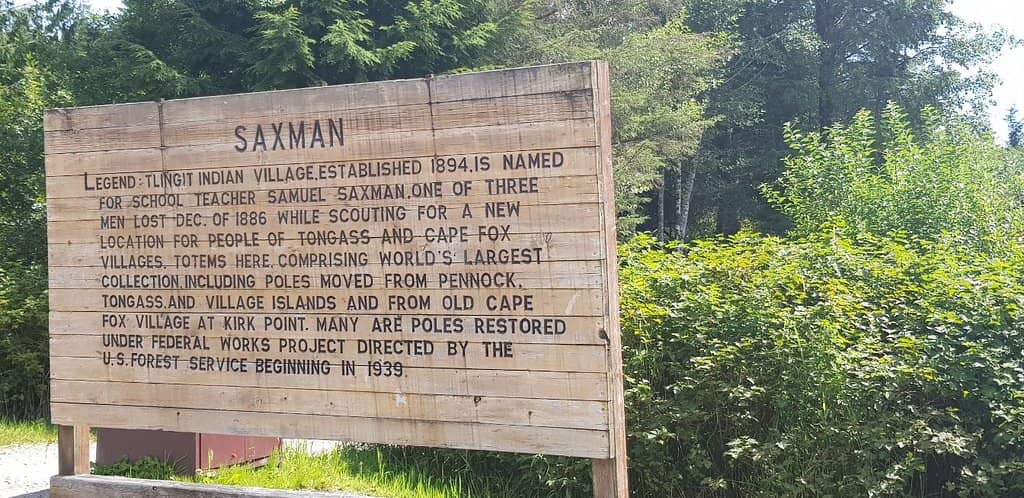 SAXMAN
LEGEND: TLINGIT INDIAN VILLAGE, ESTABLISHED 1894, IS NAMED
FOR SCHOOL TEACHER SAMUEL SAXMAN, ONE OF THREE
MEN LOST DEC. OF 1886 WHILE SCOUTING FOR A NEW
LOCATION FOR PEOPLE OF TONGASS AND CAPE FOX
VILLAGES. TOTEMS HERE, COMPRISING WORLD'S LARGEST
COLLECTION, INCLUDING POLES MOVED FROM PENNOCK,
TONGASS, AND VILLAGE ISLANDS AND FROM OLD CAPE
FOX VILLAGE AT KIRK POINT. MANY ARE POLES RESTORED
UNDER FEDERAL WORKS PROJECT DIRECTED BY THE
U.S. FOREST SERVICE BEGINNING IN 1939.